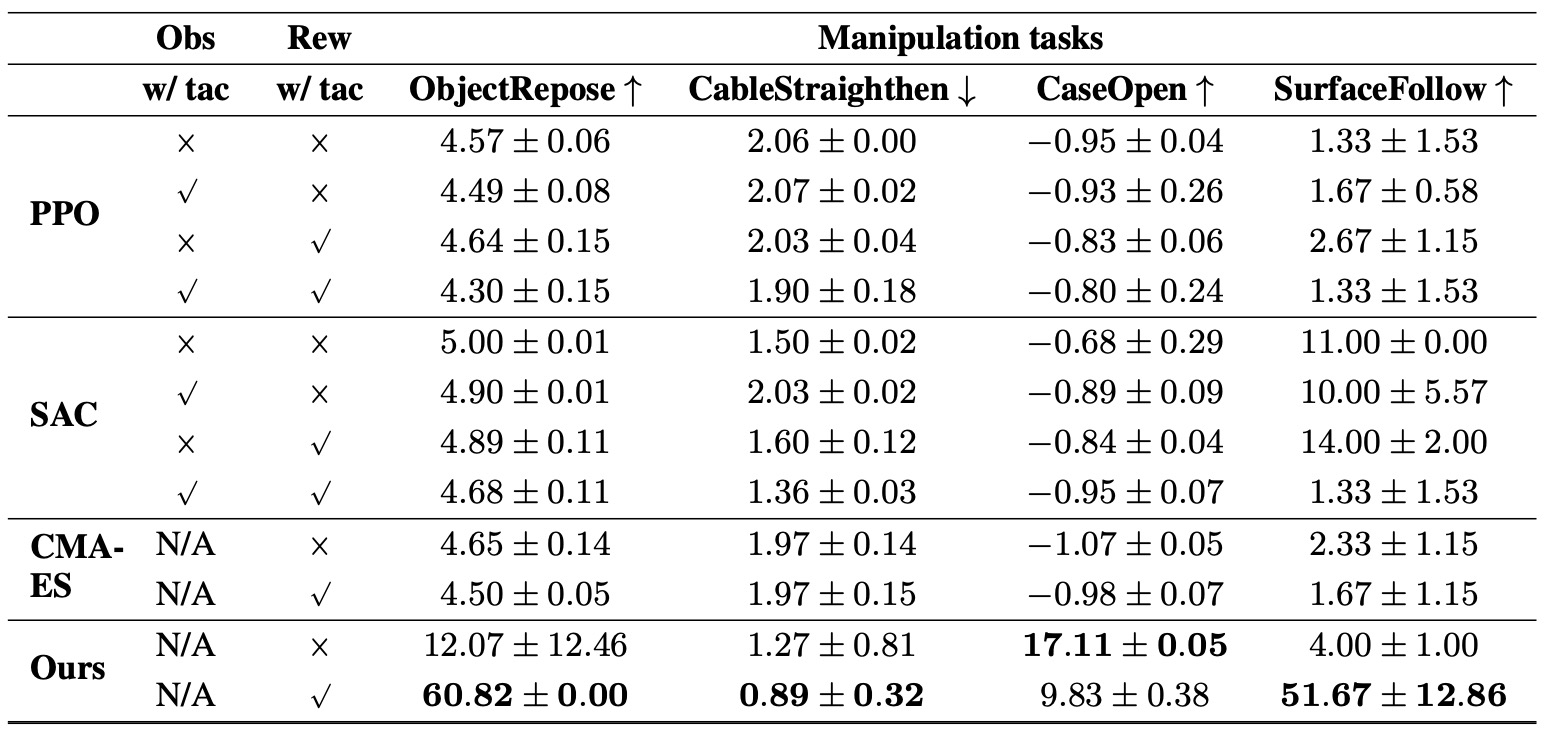 Obs Rew Manipulation tasks
w/ tac w/ tac ObjectRepose ↑ CableStraighthen ↓ CaseOpen ↑ SurfaceFollow ↑
PPO
× × 4.57 ± 0.06 2.06 ± 0.00 −0.95 ± 0.04 1.33 ± 1.53
✓ × 4.49 ± 0.08 2.07 ± 0.02 −0.93 ± 0.26 1.67 ± 0.58
× ✓ 4.64 ± 0.15 2.03 ± 0.04 −0.83 ± 0.06 2.67 ± 1.15
✓ ✓ 4.30 ± 0.15 1.90 ± 0.18 −0.80 ± 0.24 1.33 ± 1.53
SAC
× × 5.00 ± 0.01 1.50 ± 0.02 −0.68 ± 0.29 11.00 ± 0.00
✓ × 4.90 ± 0.01 2.03 ± 0.02 −0.89 ± 0.09 10.00 ± 5.57
× ✓ 4.89 ± 0.11 1.60 ± 0.12 −0.84 ± 0.04 14.00 ± 2.00
✓ ✓ 4.68 ± 0.11 1.36 ± 0.03 −0.95 ± 0.07 1.33 ± 1.53
CMA-
ES
N/A × 4.65 ± 0.14 1.97 ± 0.14 −1.07 ± 0.05 2.33 ± 1.15
N/A ✓ 4.50 ± 0.05 1.97 ± 0.15 −0.98 ± 0.07 1.67 ± 1.15
Ours
N/A × 12.07 ± 12.46 1.27 ± 0.81 17.11 ± 0.05 4.00 ± 1.00
N/A ✓ 60.82 ± 0.00 0.89 ± 0.32 9.83 ± 0.38 51.67 ± 12.86